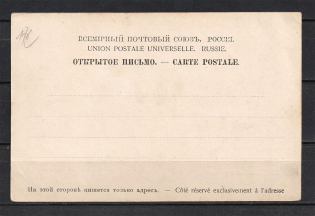 ВСЕМІРНЫЙ ПОЧТОВЫЙ СОЮЗЪ. РОССІЯ.
UNION POSTALE UNIVERSELLE. RUSSIE.
ОТКРЫТОЕ ПИСЬМО. — CARTE POSTALE.
На этой сторонѣ пишется только адресъ. — Côté réservé exclusivement à l'adresse